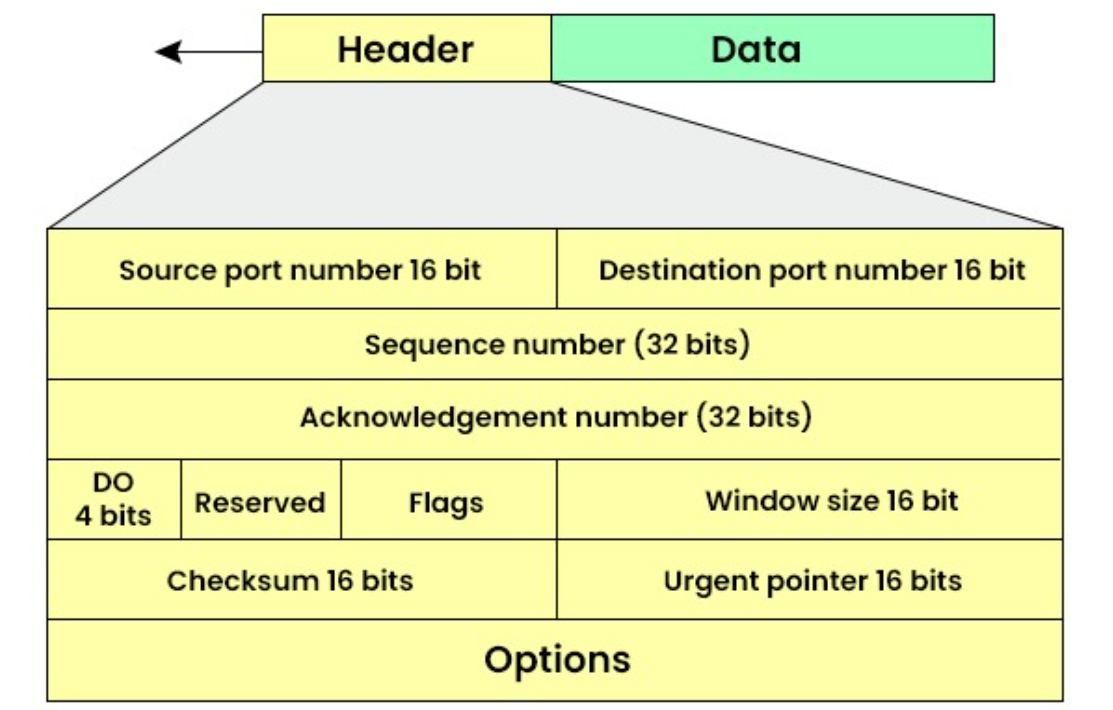 Header
Data
Source port number 16 bit
Destination port number 16 bit
Sequence number (32 bits)
Acknowledgement number (32 bits)
DO
4 bits
Reserved
Flags
Window size 16 bit
Checksum 16 bits
Urgent pointer 16 bits
Options